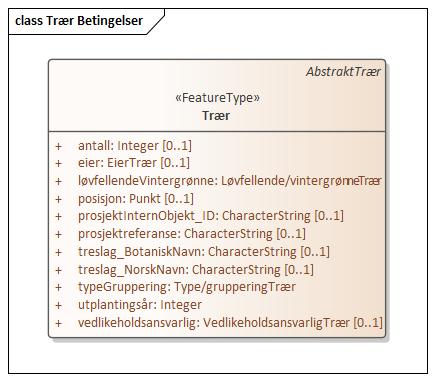 class Trær Betingelser
AbstraktTrær
«FeatureType»
Trær
+ antall: Integer [0..1]
+ eier: EierTrær [0..1]
+ løvfellendeVintergrønne: Løvfellende/vintergrønneTrær
+ posisjon: Punkt [0..1]
+ prosjektInternObjekt_ID: CharacterString [0..1]
+ prosjektreferanse: CharacterString [0..1]
+ treslag_BotaniskNavn: CharacterString [0..1]
+ treslag_NorskNavn: CharacterString [0..1]
+ typeGruppering: Type/grupperingTrær
+ utplantingsår: Integer
+ vedlikeholdsansvarlig: VedlikeholdsansvarligTrær [0..1]